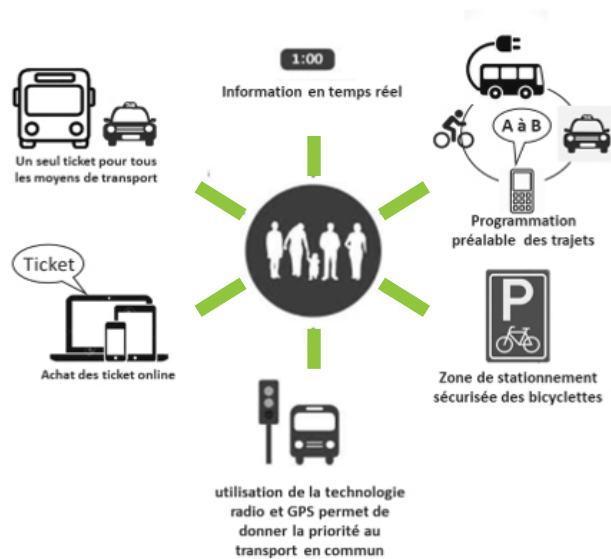 1:00
Information en temps réel
Un seul ticket pour tous
les moyens de transport
A à B
Programmation
préalable des trajets
Ticket
Achat des ticket online
P
Zone de stationnement
sécurisée des bicyclettes
utilisation de la technologie
radio et GPS permet de
donner la priorité au
transport en commun